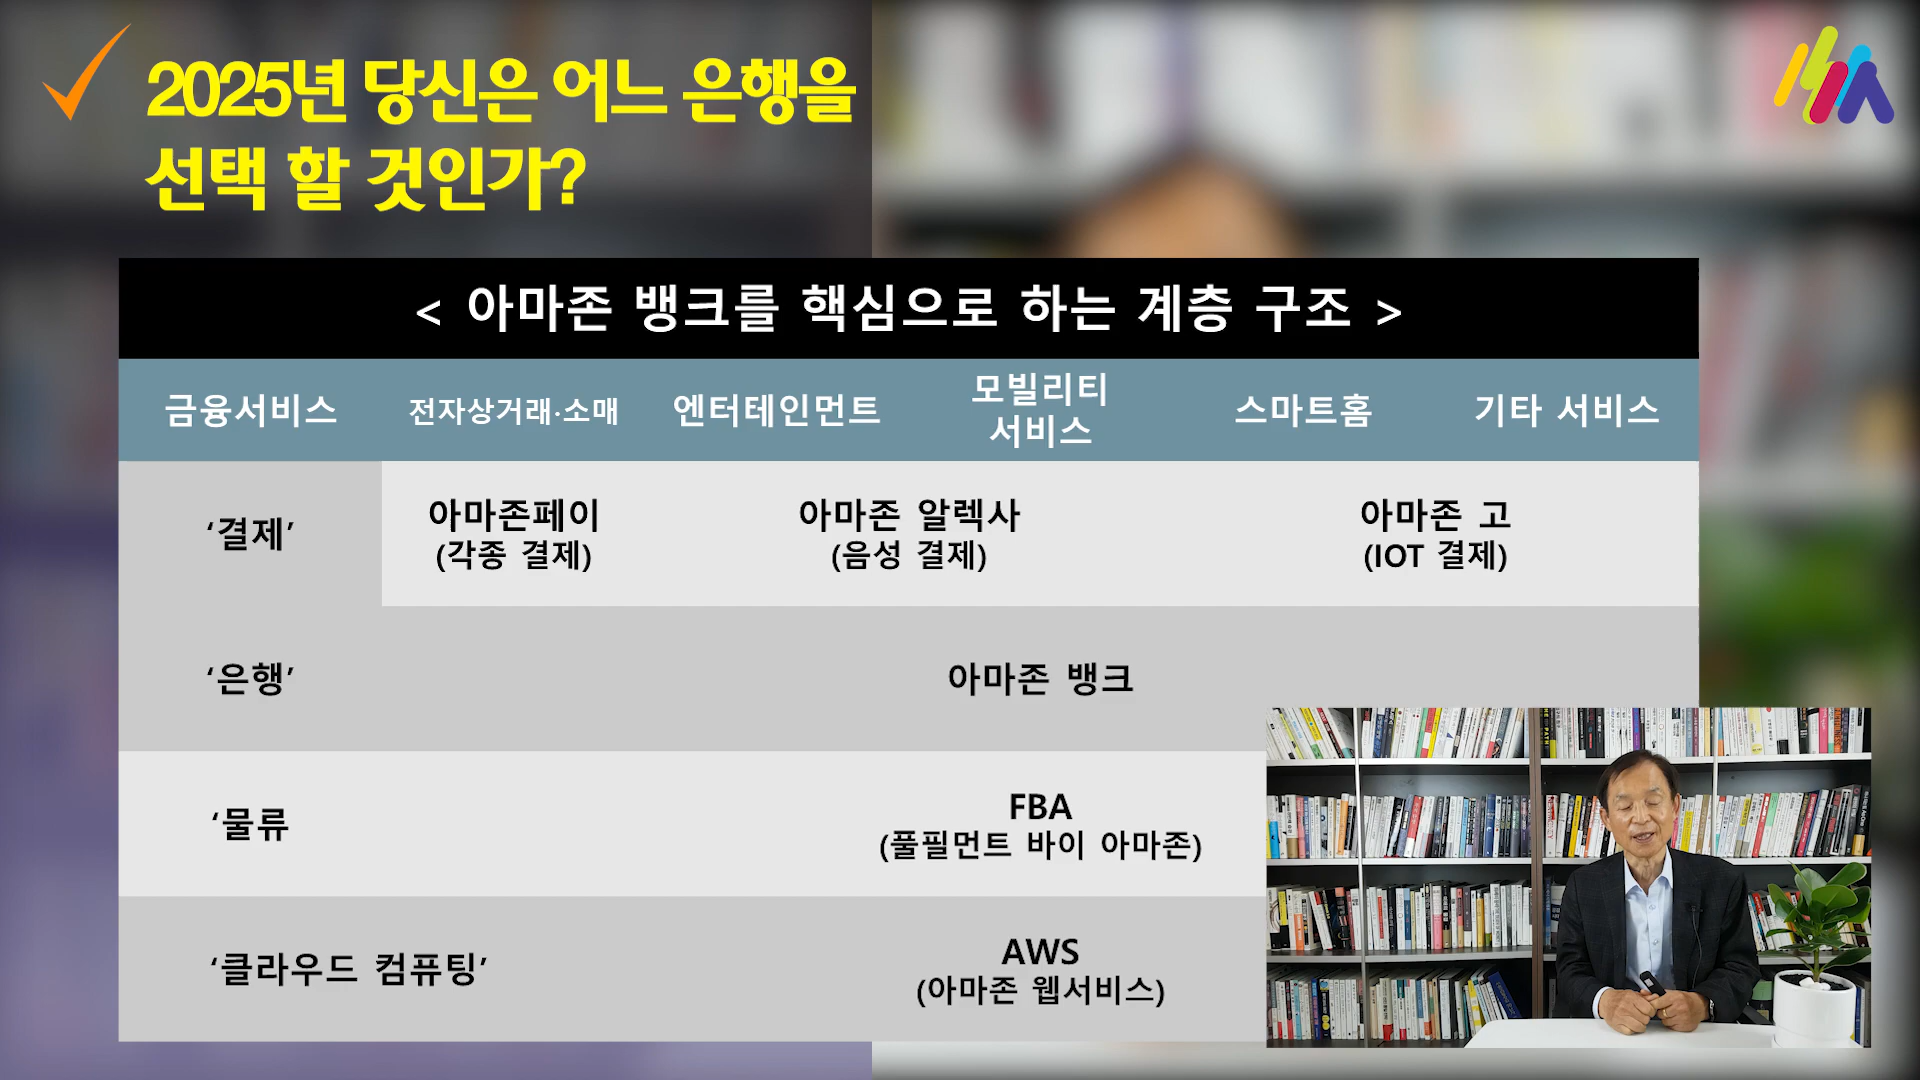 2025년 당신은 어느 은행을
선택 할 것인가?
< 아마존 뱅크를 핵심으로 하는 계층 구조 >
금융서비스 전자상거래·소매 엔터테인먼트 모빌리티 서비스 스마트홈 기타 서비스
‘결제’ 아마존페이 아마존 알렉사 아마존 고
(각종 결제) (음성 결제) (IOT 결제)
‘은행’ 아마존 뱅크
‘물류 FBA
(풀필먼트 바이 아마존)
‘클라우드 컴퓨팅’ AWS
(아마존 웹서비스)